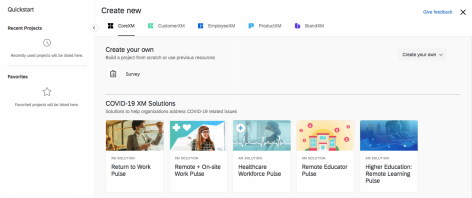 Quickstart
Recent Projects
Recently used projects will be listed here.
Favorites
Favorited projects will be listed here.
Create new
Give feedback
CoreXM
CustomerXM
EmployeeXM
ProductXM
BrandXM
Create your own
Build a project from scratch or use previous resources
Create your own
Survey
COVID-19 XM Solutions
Solutions to help organizations address COVID-19 related issues
XM SOLUTION
Return to Work
Pulse
XM SOLUTION
Remote + On-site
Work Pulse
XM SOLUTION
Healthcare
Workforce Pulse
XM SOLUTION
Remote Educator
Pulse
XM SOLUTION
Higher Education:
Remote Learning
Pulse